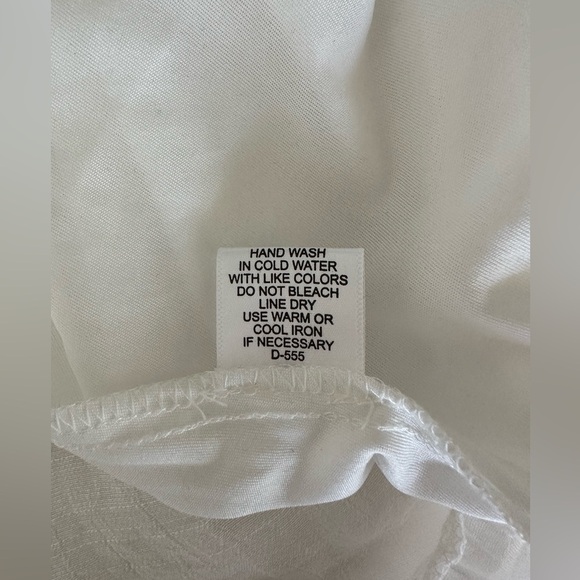 HAND WASH
IN COLD WATER
WITH LIKE COLORS
DO NOT BLEACH
LINE DRY
USE WARM OR
COOL IRON
IF NECESSARY
D-555